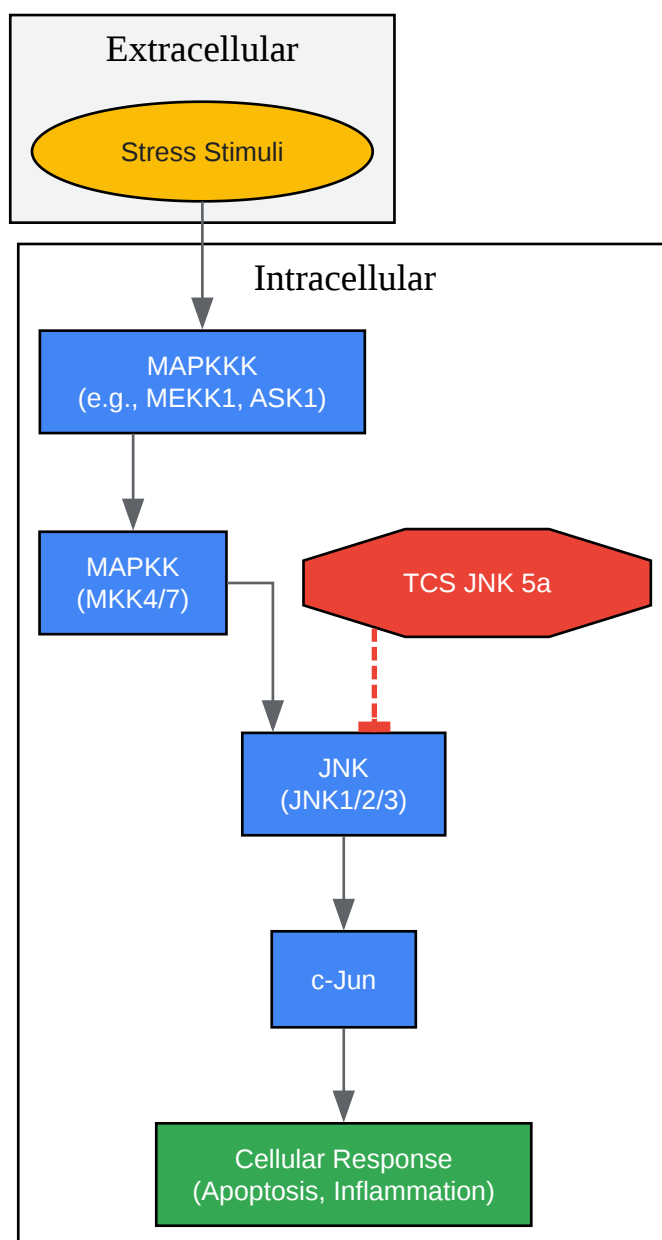 Extracellular
Stress Stimuli
Intracellular
MAPKKK
(e.g., MEKK1, ASK1)
MAPKK
(MKK4/7)
TCS JNK 5a
JNK
(JNK1/2/3)
c-Jun
Cellular Response
(Apoptosis, Inflammation)